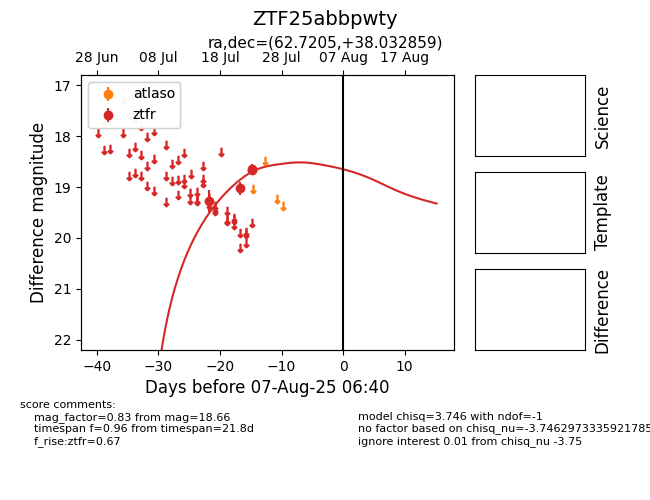 ZTF25abbpwty
ra,dec=(62.7205,+38.032859)
28 Jun 08 Jul 18 Jul 28 Jul 07 Aug 17 Aug
atlaso
ztfr
17
18
19
20
21
22
Difference magnitude
−40 −30 −20 −10 0 10
Days before 07-Aug-25 06:40
Science
Template
Difference
score comments:
mag_factor=0.83 from mag=18.66
timespan f=0.96 from timespan=21.8d
f_rise:ztfr=0.67
model chisq=3.746 with ndof=-1
no factor based on chisq_nu=-3.7462973335921785
ignore interest 0.01 from chisq_nu -3.75